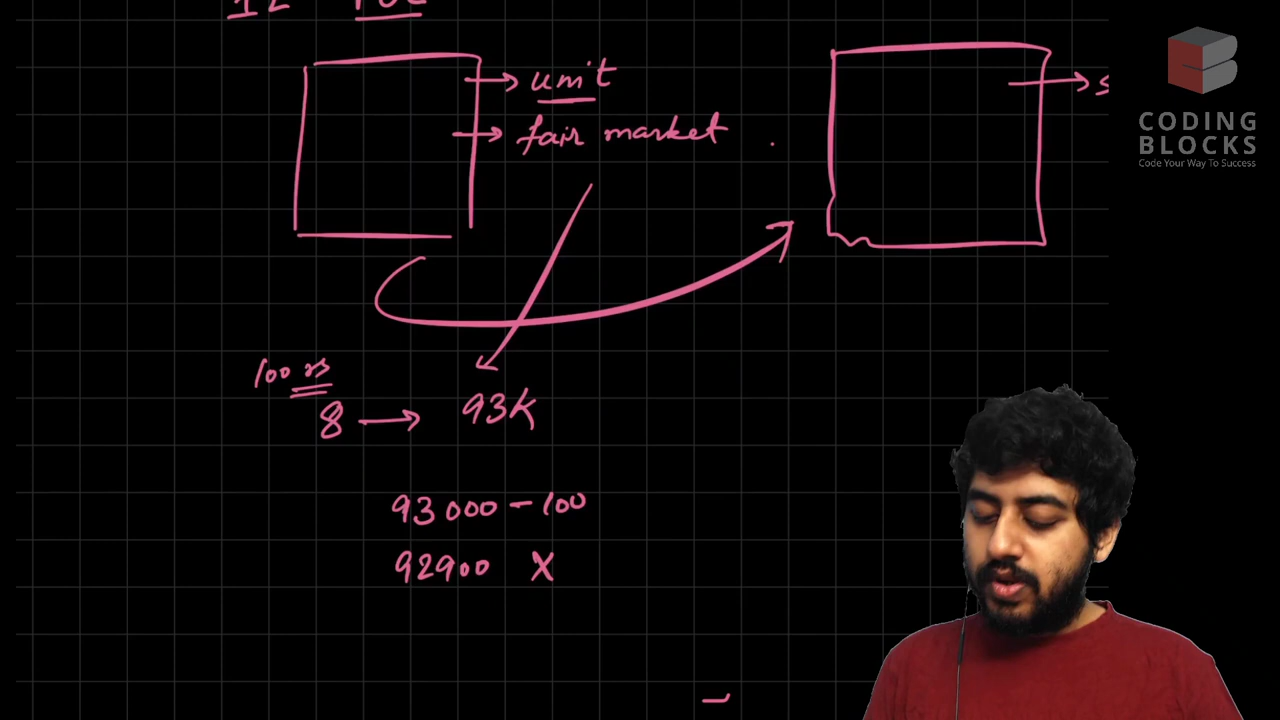 unit
fair market
100 rs
8 → 93K
93000 - 100
92900 X
CODING
BLOCKS
Code Your Way To Success